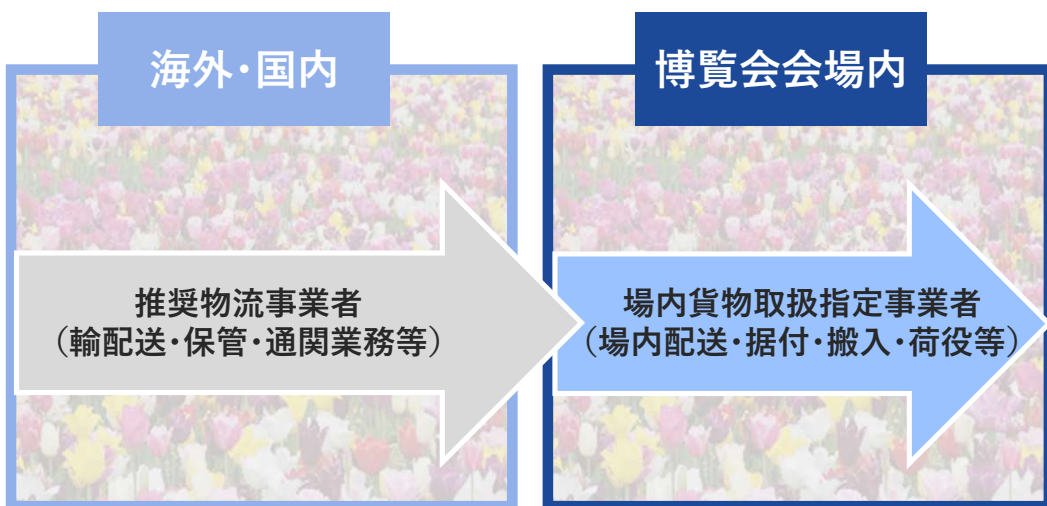 海外・国内
博覧会会場内
推奨物流事業者
（輸配送・保管・通関業務等）
場内貨物取扱指定事業者
（場内配送・据付・搬入・荷役等）